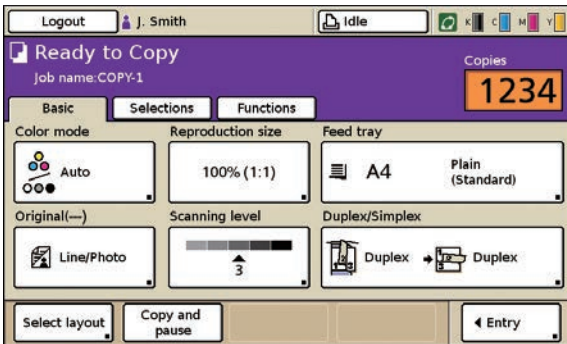 Logout
J. Smith
Idle
K C M Y
Ready to Copy
Job name:COPY-1
Copies
1234
Basic
Selections
Functions
Color mode
Reproduction size
Feed tray
Auto
100% (1:1)
A4
Plain
(Standard)
Original(---)
Scanning level
Duplex/Simplex
Line/Photo
3
Duplex
Duplex
Select layout
Copy and
pause
Entry